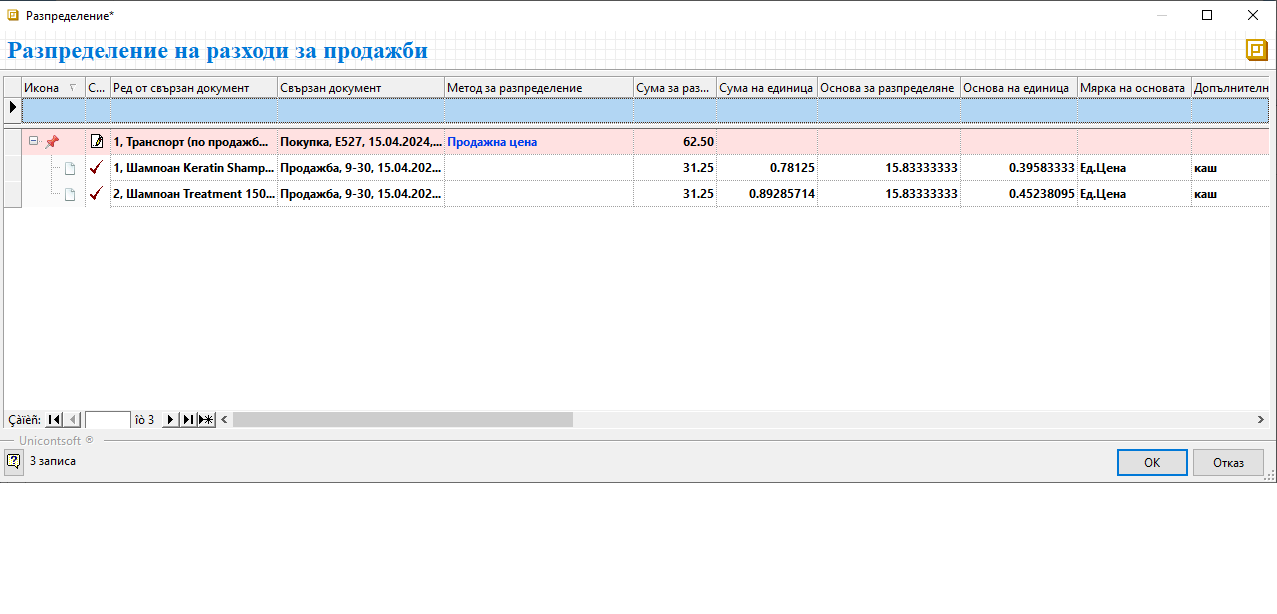 Разпределение*
Разпределение на разходи за продажби
Икона С... Ред от свързан документ Свързан документ Метод за разпределение Сума за раз... Сума на единица Основа за разпределяне Основа на единица Мярка на основата Допълнителн
1, Транспорт (по продажб... Покупка, E527, 15.04.2024,... Продажна цена 62.50
1, Шампоан Keratin Shamp... Продажба, 9-30, 15.04.202... 31.25 0.78125 15.83333333 0.39583333 Ед.Цена каш
2, Шампоан Treatment 150... Продажба, 9-30, 15.04.202... 31.25 0.89285714 15.83333333 0.45238095 Ед.Цена каш
Çàïèñ: îò 3
Unicontsoft ®
3 записа OK Отказ